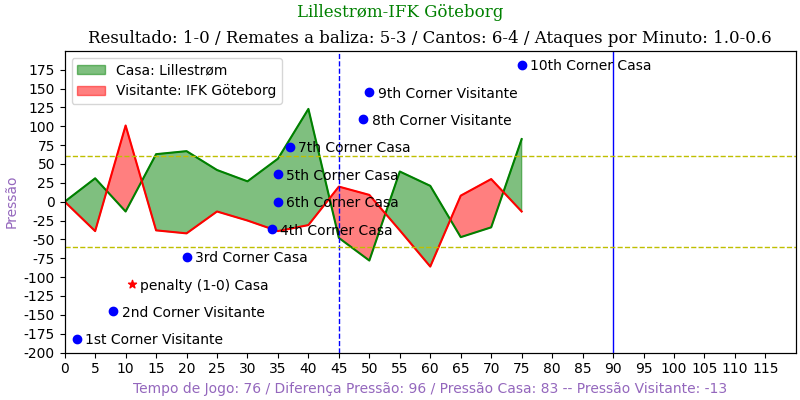 Lillestrøm-IFK Göteborg
Resultado: 1-0 / Remates a baliza: 5-3 / Cantos: 6-4 / Ataques por Minuto: 1.0-0.6
Casa: Lillestrøm
Visitante: IFK Göteborg
175
150
125
100
75
50
25
0
-25
-50
-75
-100
-125
-150
-175
-200
Pressão
10th Corner Casa
9th Corner Visitante
8th Corner Visitante
7th Corner Casa
5th Corner Casa
6th Corner Casa
4th Corner Casa
3rd Corner Casa
penalty (1-0) Casa
2nd Corner Visitante
1st Corner Visitante
0 5 10 15 20 25 30 35 40 45 50 55 60 65 70 75 80 85 90 95 100 105 110 115
Tempo de Jogo: 76 / Diferença Pressão: 96 / Pressão Casa: 83 -- Pressão Visitante: -13